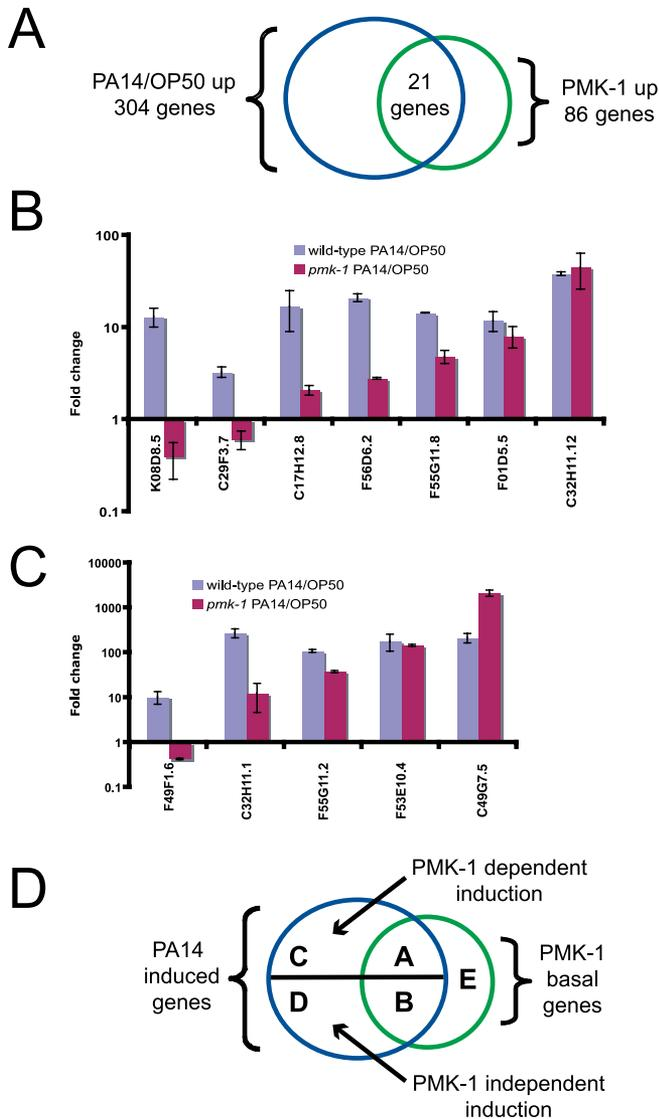 A
PA14/OP50 up
304 genes
21
genes
PMK-1 up
86 genes
B
Fold change
100
10
1
0.1
wild-type PA14/OP50
pmk-1 PA14/OP50
K08D8.5
C29F3.7
C17H12.8
F56D6.2
F55G11.8
F01D5.5
C32H11.12
C
Fold change
10000
1000
100
10
1
0.1
wild-type PA14/OP50
pmk-1 PA14/OP50
F49F1.6
C32H11.1
F55G11.2
F53E10.4
C49G7.5
D
PMK-1 dependent
induction
PA14
induced
genes
C
A
D
B
E
PMK-1
basal
genes
PMK-1 independent
induction